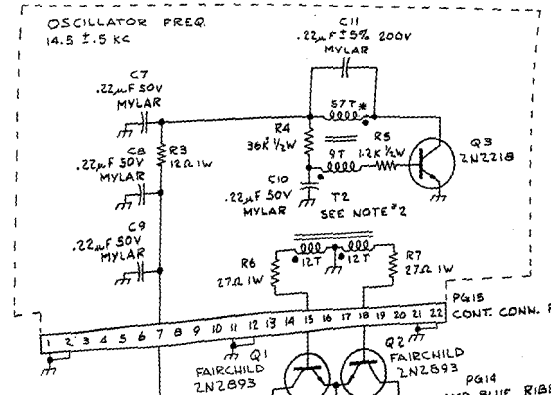 OSCILLATOR FREQ.
14.5 ±.5 KC
C11
.22µF ±5% 200V
MYLAR
C7
.22µF 50V
MYLAR
57T*
R4
36K ½W
C8
.22µF 50V
MYLAR
R3
12Ω 1W
9T
R5
1.2K ½W
Q3
2N2218
C10
.22µF 50V
MYLAR
T2
SEE NOTE #2
C9
.22µF 50V
MYLAR
R6
27Ω 1W
12T
12T
R7
27Ω 1W
PG15
CONT. CONN.
1 2 3 4 5 6 7 8 9 10 11 12 13 14 15 16 17 18 19 20 21 22
Q1
FAIRCHILD
2N2893
Q2
FAIRCHILD
2N2893
PG14
BLUE